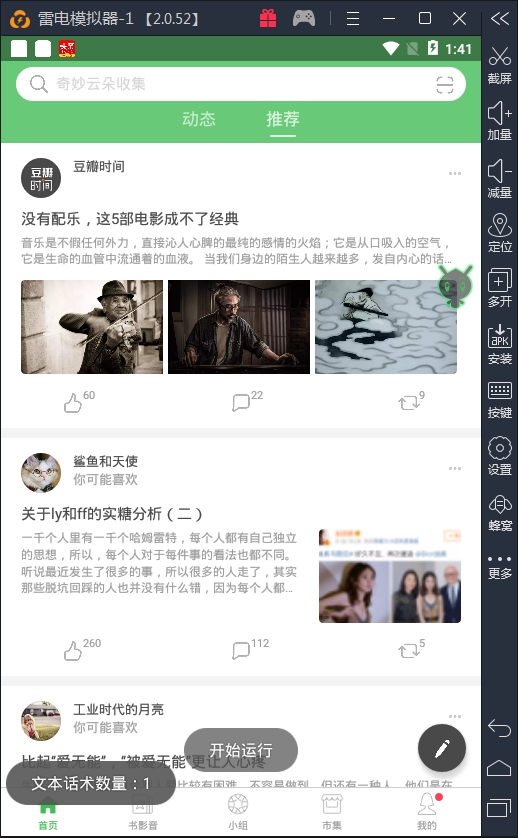 雷电模拟器-1 【2.0.52】
1:41
奇妙云朵收集
动态
推荐
豆瓣时间
豆瓣
时间
没有配乐，这5部电影成不了经典
音乐是不假任何外力，直接沁人心脾的最纯的感情的火焰；它是从口吸入的空气，
它是生命的血管中流通着的血液。 当我们身边的陌生人越来越多，发自内心的话...
60
22
9
鲨鱼和天使
你可能喜欢
关于ly和ff的实糖分析（二）
一千个人里有一千个哈姆雷特，每个人都有自己独立
的思想，所以，每个人对于每件事的看法也都不同。
听说最近发生了很多的事，所以很多的人走了，其实
那些脱坑回踩的人也并没有什么错，因为每个人都...
260
112
5
工业时代的月亮
你可能喜欢
比起“爱无能”，“被爱无能”更让人心疼
开始运行
文本话术数量：1
首页
书影音
小组
市集
我的
截屏
加量
减量
定位
多开
APK
安装
按键
设置
蜂窝
更多